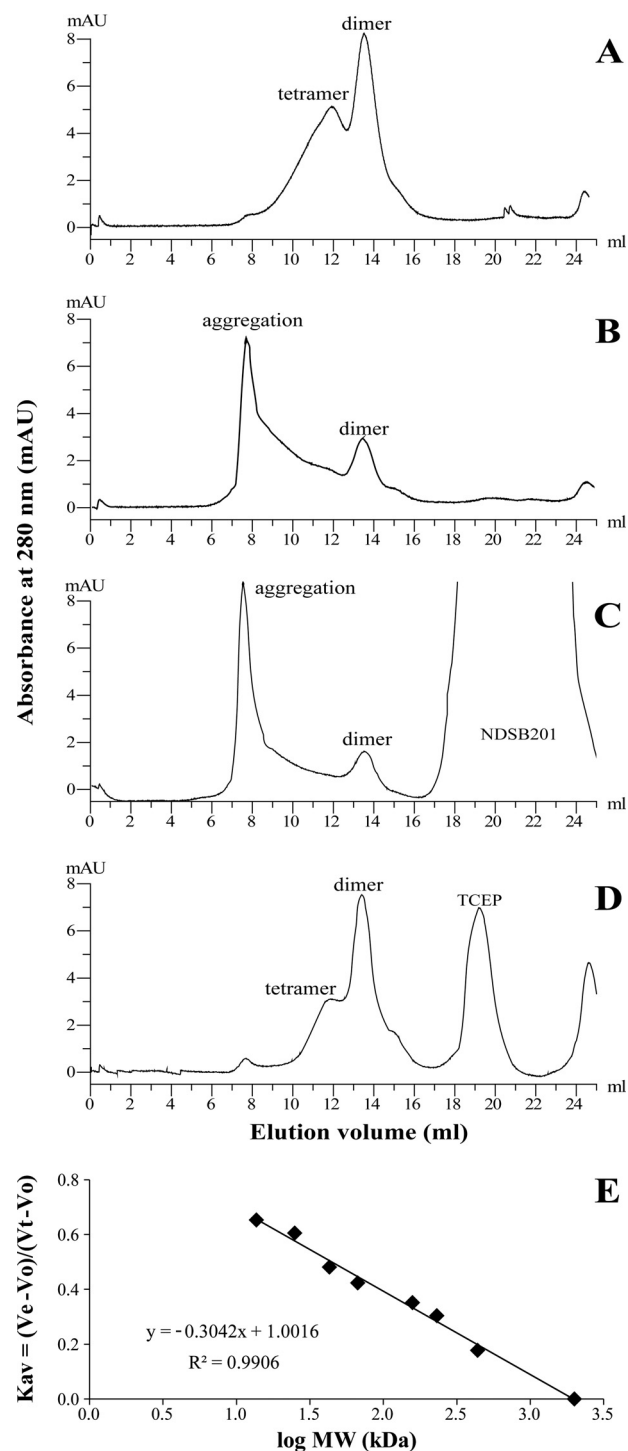 mAU
dimer
A
8
tetramer
6
4
2
0
0 2 4 6 8 10 12 14 16 18 20 22 24 ml
mAU
aggregation
B
8
6
dimer
4
2
0
0 2 4 6 8 10 12 14 16 18 20 22 24 ml
mAU
aggregation
C
8
6
4
dimer
NDSB201
2
0
0 2 4 6 8 10 12 14 16 18 20 22 24 ml
mAU
dimer
D
8
TCEP
6
tetramer
4
2
0
0 2 4 6 8 10 12 14 16 18 20 22 24 ml
Elution volume (ml)
Absorbance at 280 nm (mAU)
E
Kav = (Ve-Vo)/(Vt-Vo)
0.8
0.6
0.4
0.2
0.0
y = -0.3042x + 1.0016
R² = 0.9906
0.0 0.5 1.0 1.5 2.0 2.5 3.0 3.5
log MW (kDa)